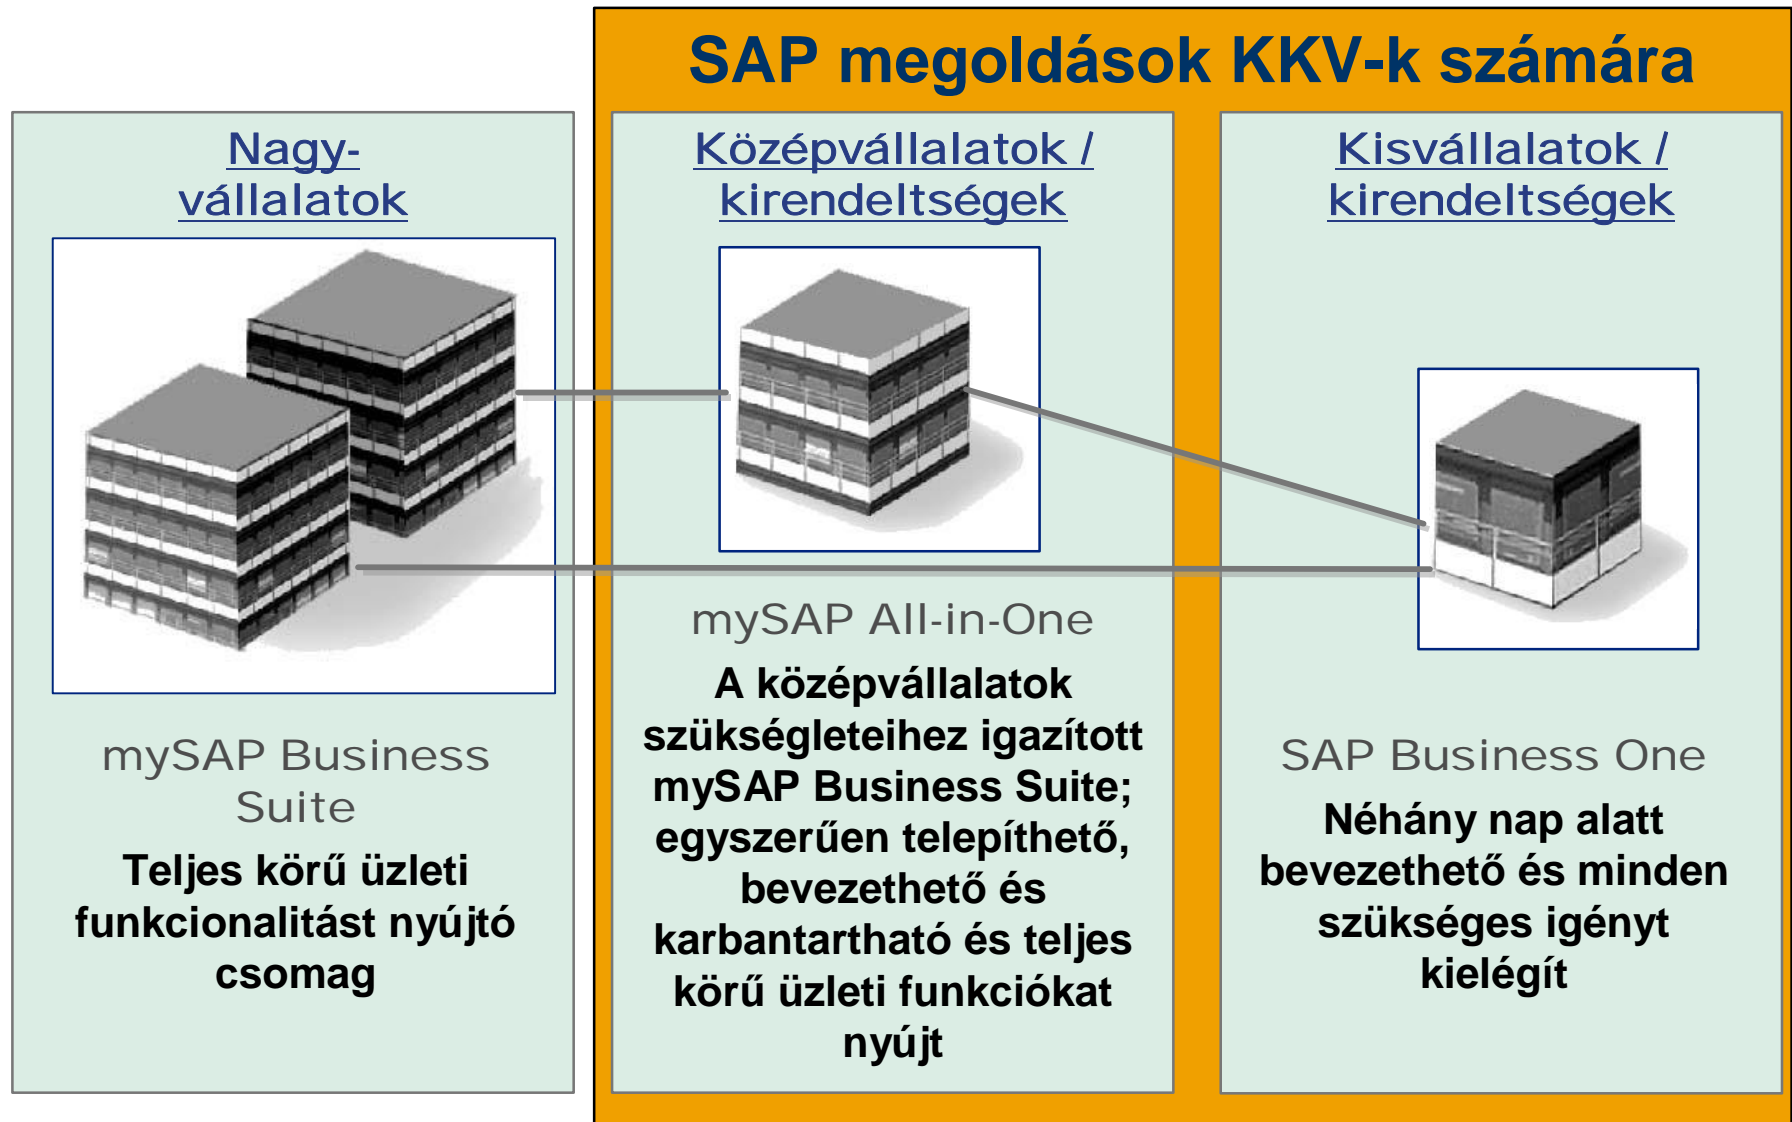 SAP megoldások KKV-k számára
Nagy-
vállalatok
mySAP Business
Suite
Teljes körű üzleti
funkcionalitást nyújtó
csomag
Középvállalatok /
kirendeltségek
mySAP All-in-One
A középvállalatok
szükségleteihez igazított
mySAP Business Suite;
egyszerűen telepíthető,
bevezethető és
karbantartható és teljes
körű üzleti funkciókat
nyújt
Kisvállalatok /
kirendeltségek
SAP Business One
Néhány nap alatt
bevezethető és minden
szükséges igényt
kielégít